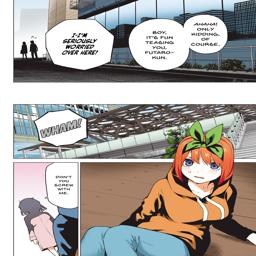 I-I'M
SERIOUSLY
WORRIED
OVER HERE!
BOY,
IT'S FUN
TEASING
YOU,
FUTARO-
KUN.
AHAHA!
ONLY
KIDDING,
OF
COURSE.
WHAM!
DON'T
YOU
SCREW
WITH
ME.